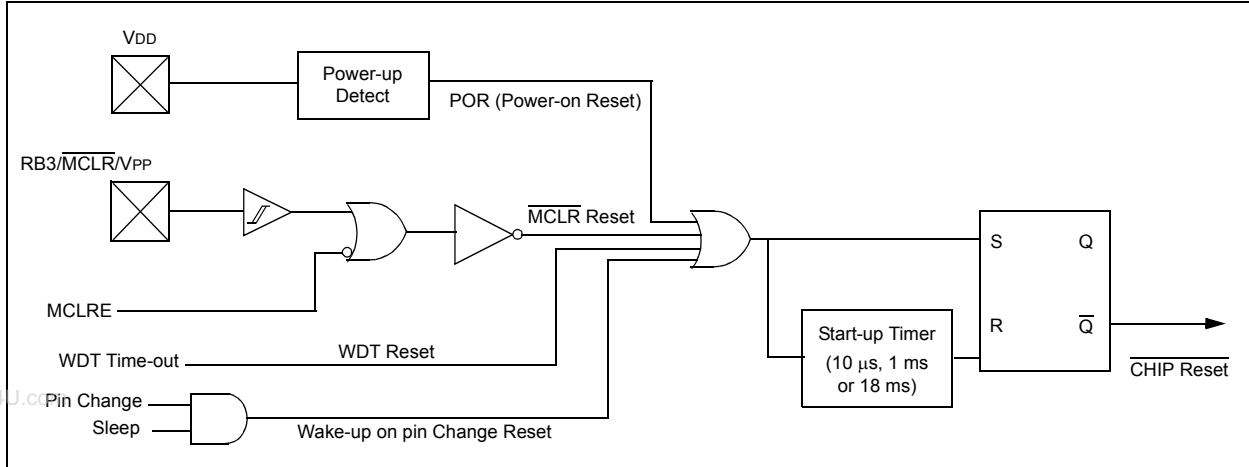 VDD
Power-up
Detect
POR (Power-on Reset)
RB3/MCLR/VPP
MCLR Reset
MCLRE
WDT Time-out
WDT Reset
Pin Change
Sleep
Wake-up on pin Change Reset
S
Q
R
Q
Start-up Timer
(10 μs, 1 ms
or 18 ms)
CHIP Reset
4U.com